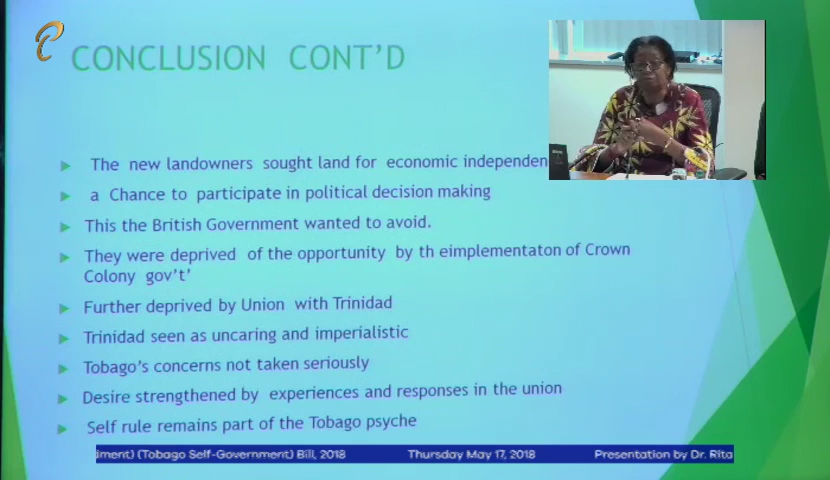 CONCLUSION CONT'D
The new landowners sought land for economic independen
a Chance to participate in political decision making
This the British Government wanted to avoid.
They were deprived of the opportunity by th eimplementaton of Crown
Colony gov't'
Further deprived by Union with Trinidad
Trinidad seen as uncaring and imperialistic
Tobago's concerns not taken seriously
Desire strengthened by experiences and responses in the union
Self rule remains part of the Tobago psyche
dment) (Tobago Self-Government) Bill, 2018 Thursday May 17, 2018 Presentation by Dr. Rita